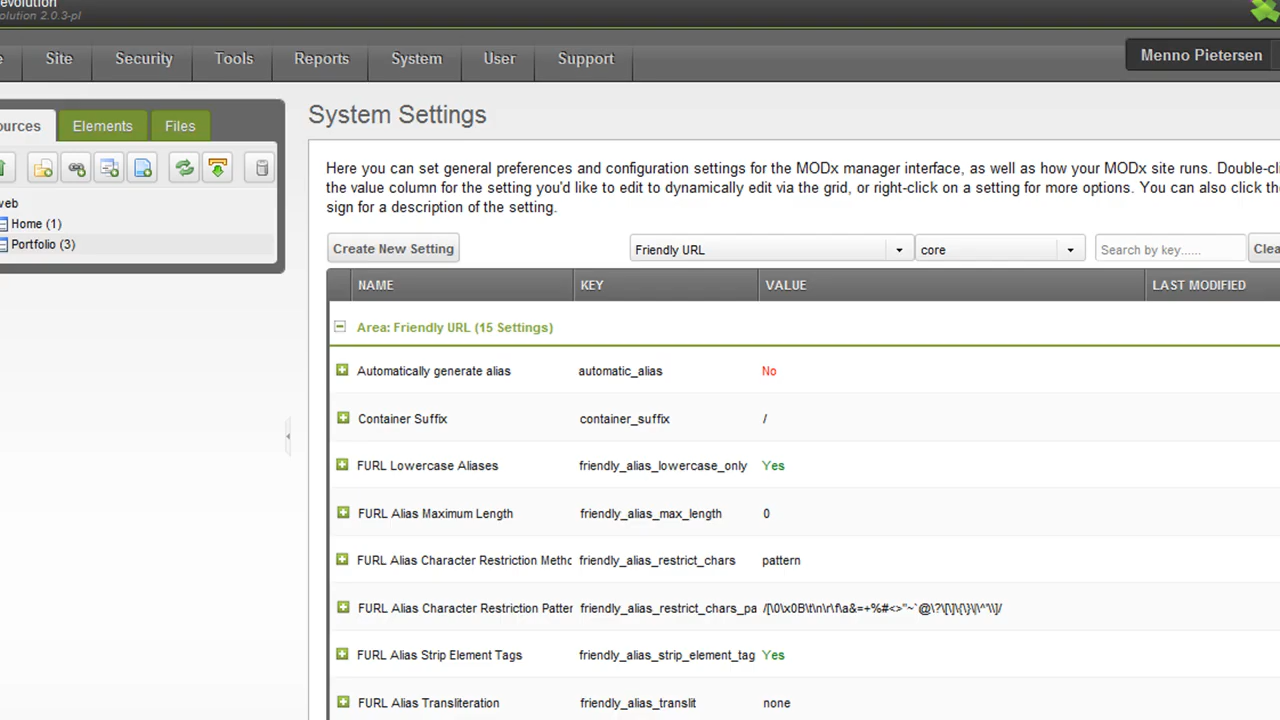 evolution
olution 2.0.3-pl
e Site Security Tools Reports System User Support Menno Pietersen
ources Elements Files
System Settings
Here you can set general preferences and configuration settings for the MODx manager interface, as well as how your MODx site runs. Double-cli
the value column for the setting you'd like to edit to dynamically edit via the grid, or right-click on a setting for more options. You can also click the
sign for a description of the setting.
web
Home (1)
Portfolio (3)
Create New Setting Friendly URL core Search by key...... Clea
NAME KEY VALUE LAST MODIFIED
Area: Friendly URL (15 Settings)
Automatically generate alias automatic_alias No
Container Suffix container_suffix /
FURL Lowercase Aliases friendly_alias_lowercase_only Yes
FURL Alias Maximum Length friendly_alias_max_length 0
FURL Alias Character Restriction Metho friendly_alias_restrict_chars pattern
FURL Alias Character Restriction Patter friendly_alias_restrict_chars_pa /[\0\x0B\t\n\r\f\a&=+%#<>"~`@\?\[\]\{\}\|\^'\\]/
FURL Alias Strip Element Tags friendly_alias_strip_element_tag Yes
FURL Alias Transliteration friendly_alias_translit none